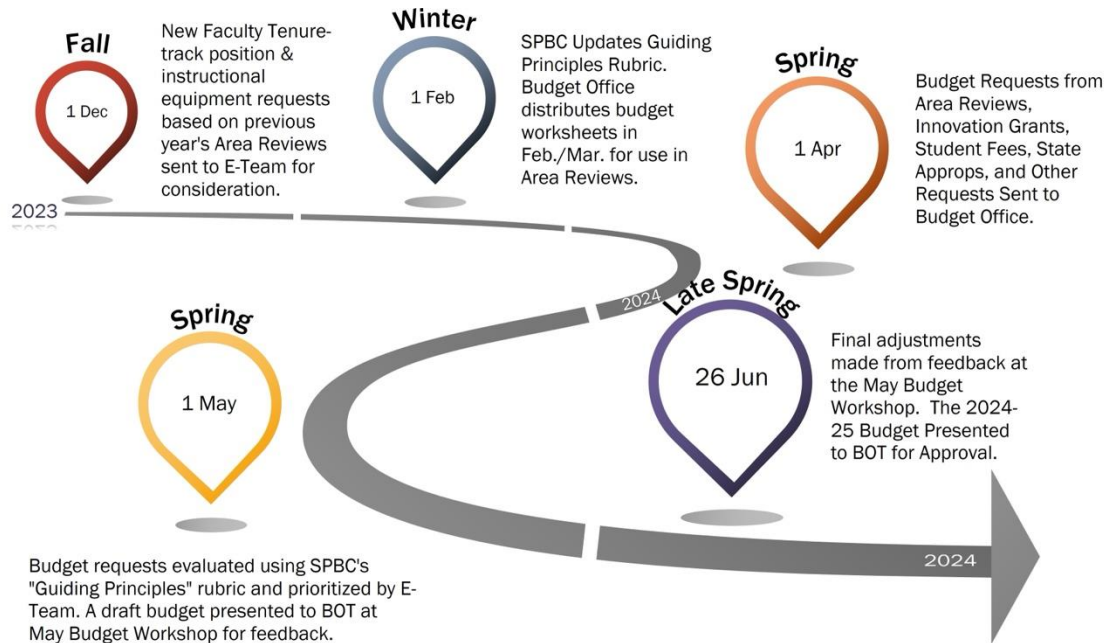 Fall
1 Dec
New Faculty Tenure-
track position &
instructional
equipment requests
based on previous
year's Area Reviews
sent to E-Team for
consideration.
Winter
1 Feb
SPBC Updates Guiding
Principles Rubric.
Budget Office
distributes budget
worksheets in
Feb./Mar. for use in
Area Reviews.
Spring
1 Apr
Budget Requests from
Area Reviews,
Innovation Grants,
Student Fees, State
Approps, and Other
Requests Sent to
Budget Office.
2023
2024
Spring
1 May
Budget requests evaluated using SPBC's
"Guiding Principles" rubric and prioritized by E-
Team. A draft budget presented to BOT at
May Budget Workshop for feedback.
Late Spring
26 Jun
Final adjustments
made from feedback at
the May Budget
Workshop. The 2024-
25 Budget Presented
to BOT for Approval.
2024